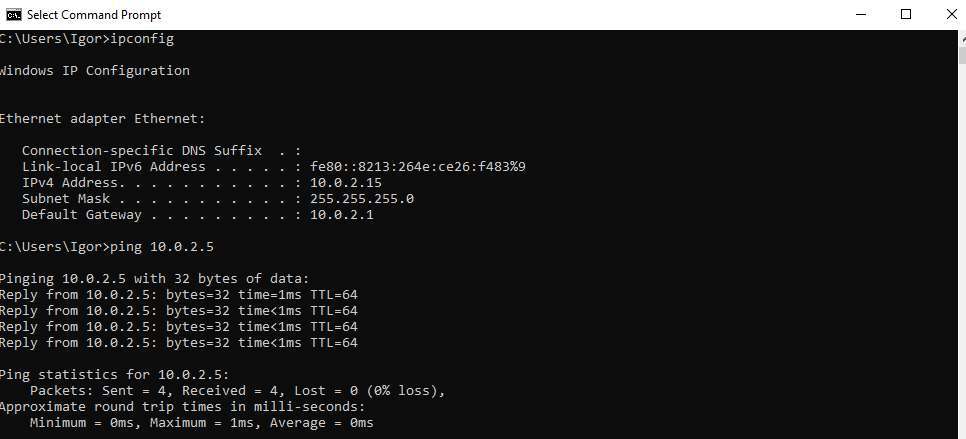 Select Command Prompt
C:\Users\Igor>ipconfig
Windows IP Configuration
Ethernet adapter Ethernet:
Connection-specific DNS Suffix  . :
Link-local IPv6 Address . . . . . : fe80::8213:264e:ce26:f483%9
IPv4 Address. . . . . . . . . . . : 10.0.2.15
Subnet Mask . . . . . . . . . . . : 255.255.255.0
Default Gateway . . . . . . . . . : 10.0.2.1
C:\Users\Igor>ping 10.0.2.5
Pinging 10.0.2.5 with 32 bytes of data:
Reply from 10.0.2.5: bytes=32 time=1ms TTL=64
Reply from 10.0.2.5: bytes=32 time<1ms TTL=64
Reply from 10.0.2.5: bytes=32 time<1ms TTL=64
Reply from 10.0.2.5: bytes=32 time<1ms TTL=64
Ping statistics for 10.0.2.5:
Packets: Sent = 4, Received = 4, Lost = 0 (0% loss),
Approximate round trip times in milli-seconds:
Minimum = 0ms, Maximum = 1ms, Average = 0ms